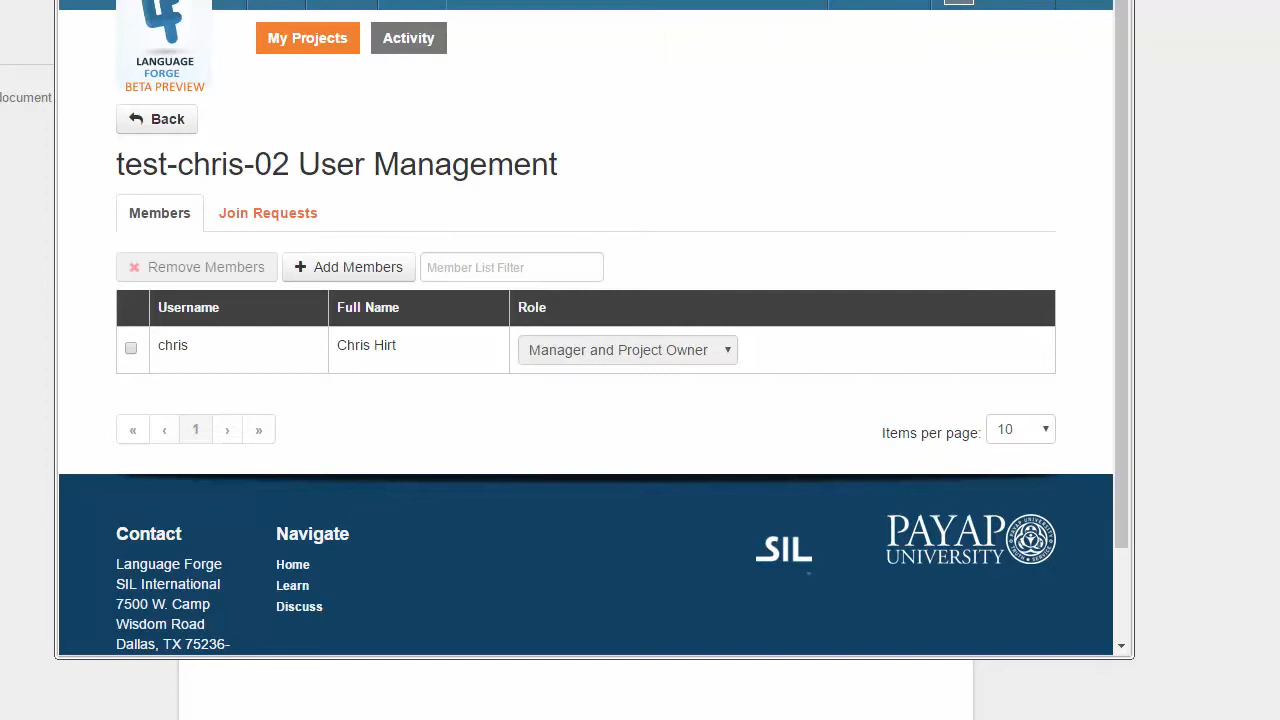 LANGUAGE
FORGE
BETA PREVIEW
My Projects
Activity
document
Back
test-chris-02 User Management
Members
Join Requests
Remove Members
Add Members
Member List Filter
Username
Full Name
Role
chris
Chris Hirt
Manager and Project Owner
«
‹
1
›
»
Items per page:
10
Contact
Language Forge
SIL International
7500 W. Camp
Wisdom Road
Dallas, TX 75236-
Navigate
Home
Learn
Discuss
SIL
PAYAP
UNIVERSITY